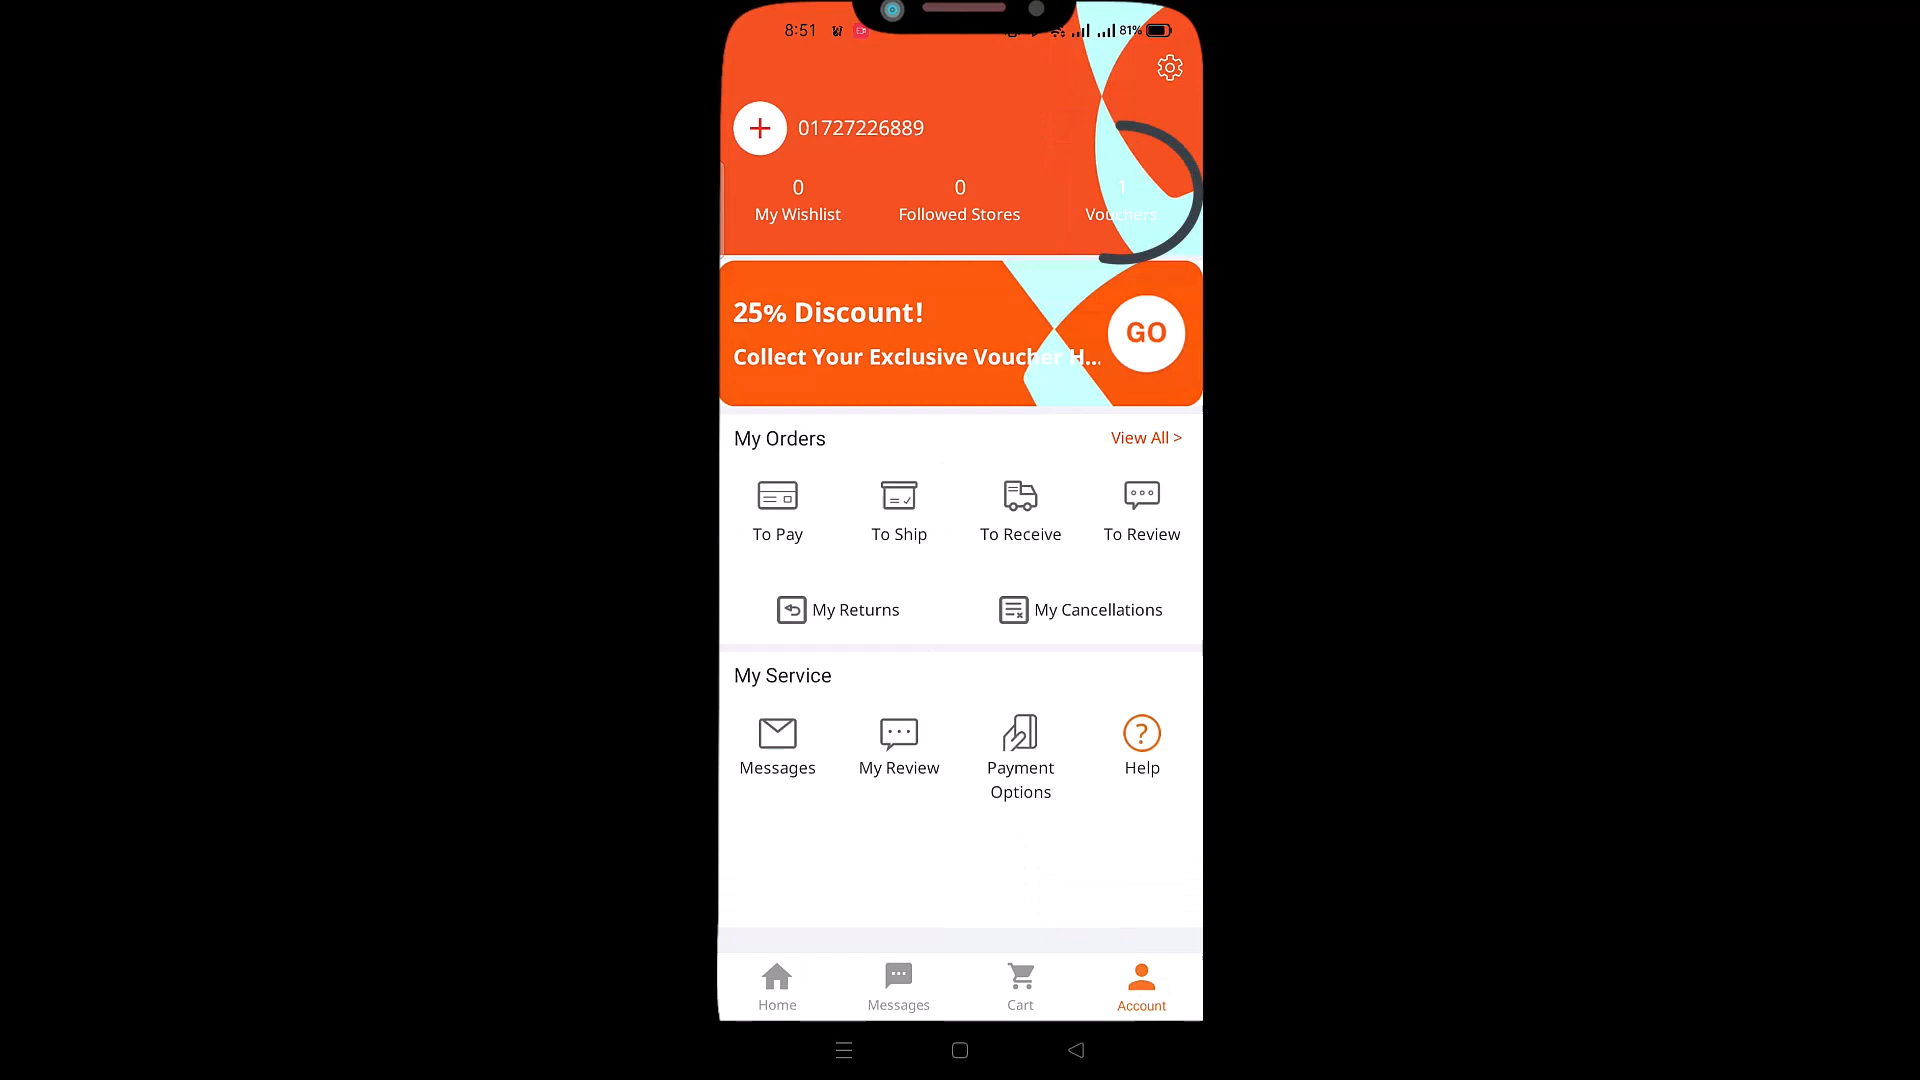 8:51
81%
01727226889
0 0 1
My Wishlist Followed Stores Vouchers
25% Discount!
Collect Your Exclusive Voucher H...
GO
My Orders View All >
To Pay To Ship To Receive To Review
My Returns My Cancellations
My Service
Messages My Review Payment Options Help
Home Messages Cart Account